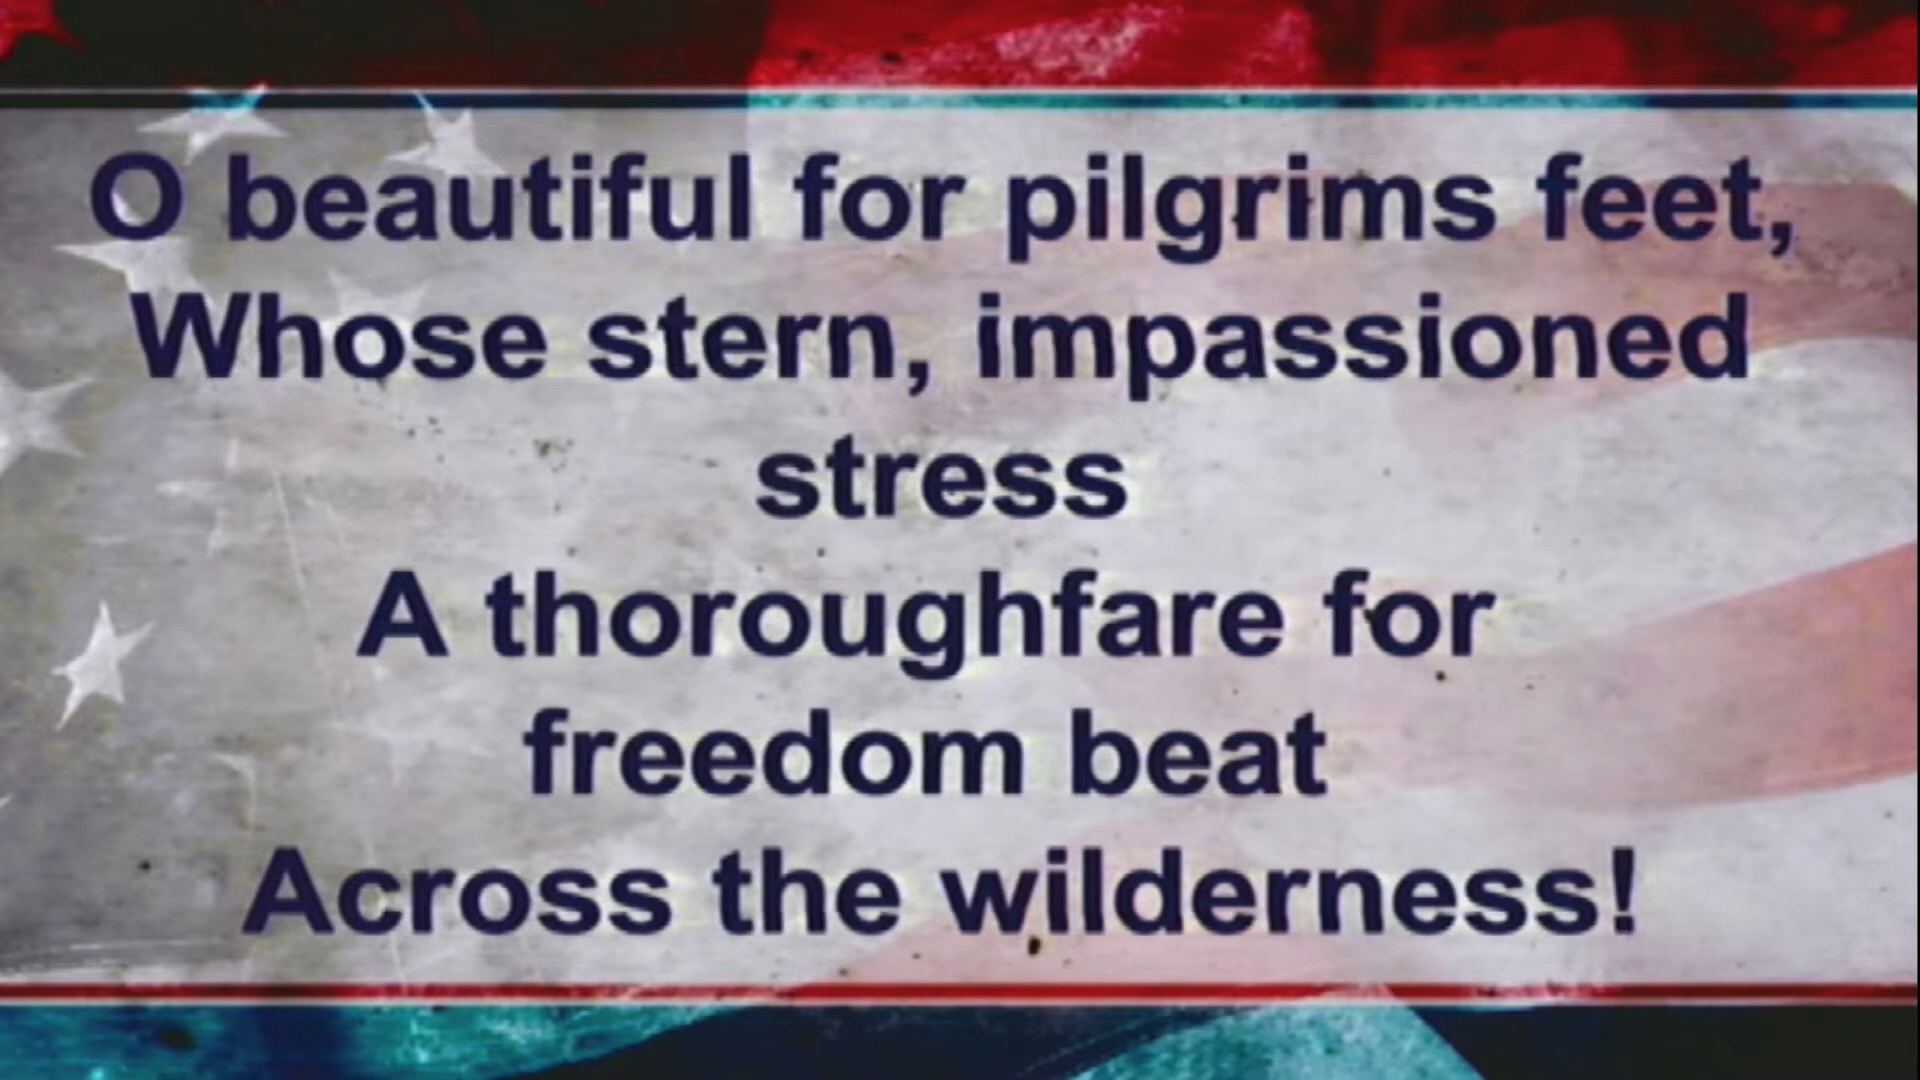 O beautiful for pilgrims feet,
Whose stern, impassioned
stress
A thoroughfare for
freedom beat
Across the wilderness!